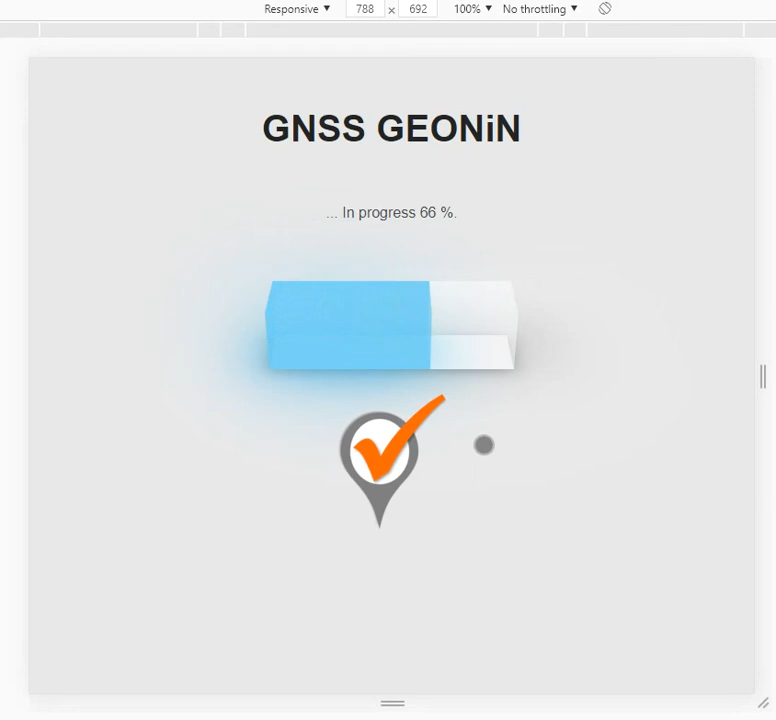 Responsive ▼ 788 × 692 100% ▼ No throttling ▼
GNSS GEONiN
... In progress 66 %.